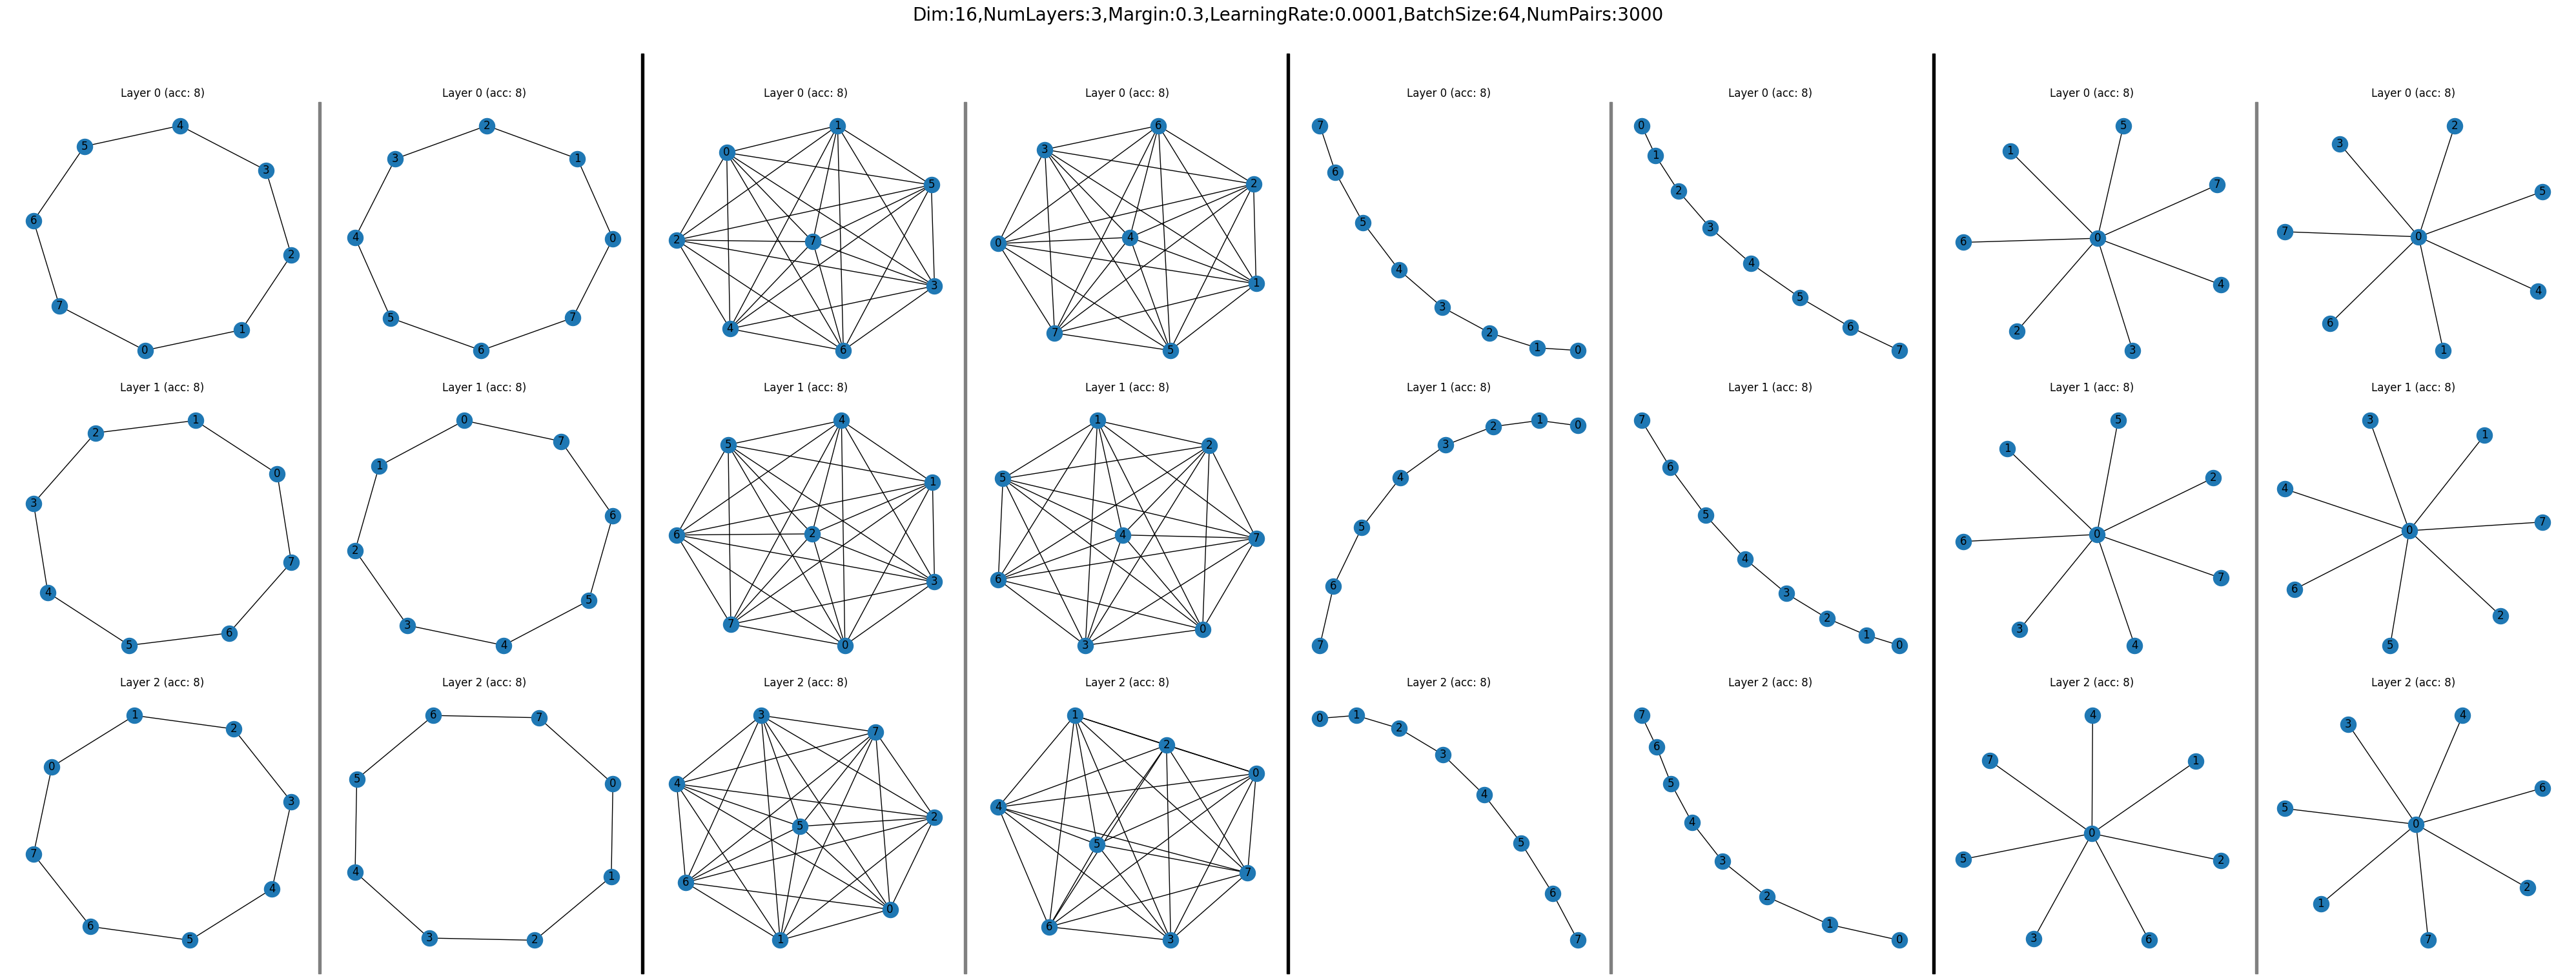 Dim:16,NumLayers:3,Margin:0.3,LearningRate:0.0001,BatchSize:64,NumPairs:3000
Layer 0 (acc: 8)
4 5 3 6 2 7 1 0
Layer 0 (acc: 8)
2 3 1 4 0 5 7 6
Layer 0 (acc: 8)
1 0 5 2 7 3 4 6
Layer 0 (acc: 8)
6 3 2 4 0 1 7 5
Layer 0 (acc: 8)
7 6 5 4 3 2 1 0
Layer 0 (acc: 8)
0 1 2 3 4 5 6 7
Layer 0 (acc: 8)
5 1 7 0 6 4 2 3
Layer 0 (acc: 8)
2 3 5 7 0 4 6 1
Layer 1 (acc: 8)
1 2 0 3 7 4 6 5
Layer 1 (acc: 8)
0 7 1 6 2 5 3 4
Layer 1 (acc: 8)
4 5 1 2 6 3 7 0
Layer 1 (acc: 8)
1 2 5 4 7 6 0 3
Layer 1 (acc: 8)
1 0 2 3 4 5 6 7
Layer 1 (acc: 8)
7 6 5 4 3 2 1 0
Layer 1 (acc: 8)
5 1 2 0 6 7 3 4
Layer 1 (acc: 8)
3 1 4 7 0 6 2 5
Layer 2 (acc: 8)
1 2 0 3 7 4 6 5
Layer 2 (acc: 8)
6 7 5 0 4 1 3 2
Layer 2 (acc: 8)
3 7 4 2 5 6 0 1
Layer 2 (acc: 8)
1 2 0 4 5 7 6 3
Layer 2 (acc: 8)
1 0 2 3 4 5 6 7
Layer 2 (acc: 8)
7 6 5 4 3 2 1 0
Layer 2 (acc: 8)
4 7 1 0 5 2 3 6
Layer 2 (acc: 8)
4 3 6 5 0 2 1 7